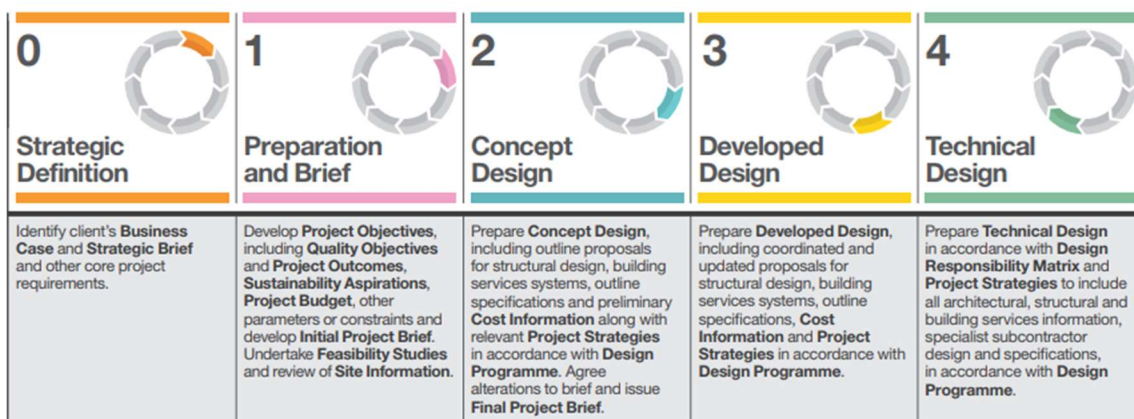 0
Strategic
Definition
Identify client's Business
Case and Strategic Brief
and other core project
requirements.
1
Preparation
and Brief
Develop Project Objectives,
including Quality Objectives
and Project Outcomes,
Sustainability Aspirations,
Project Budget, other
parameters or constraints and
develop Initial Project Brief.
Undertake Feasibility Studies
and review of Site Information.
2
Concept
Design
Prepare Concept Design,
including outline proposals
for structural design, building
services systems, outline
specifications and preliminary
Cost Information along with
relevant Project Strategies
in accordance with Design
Programme. Agree
alterations to brief and issue
Final Project Brief.
3
Developed
Design
Prepare Developed Design,
including coordinated and
updated proposals for
structural design, building
services systems, outline
specifications, Cost
Information and Project
Strategies in accordance with
Design Programme.
4
Technical
Design
Prepare Technical Design
in accordance with Design
Responsibility Matrix and
Project Strategies to include
all architectural, structural and
building services information,
specialist subcontractor
design and specifications,
in accordance with Design
Programme.